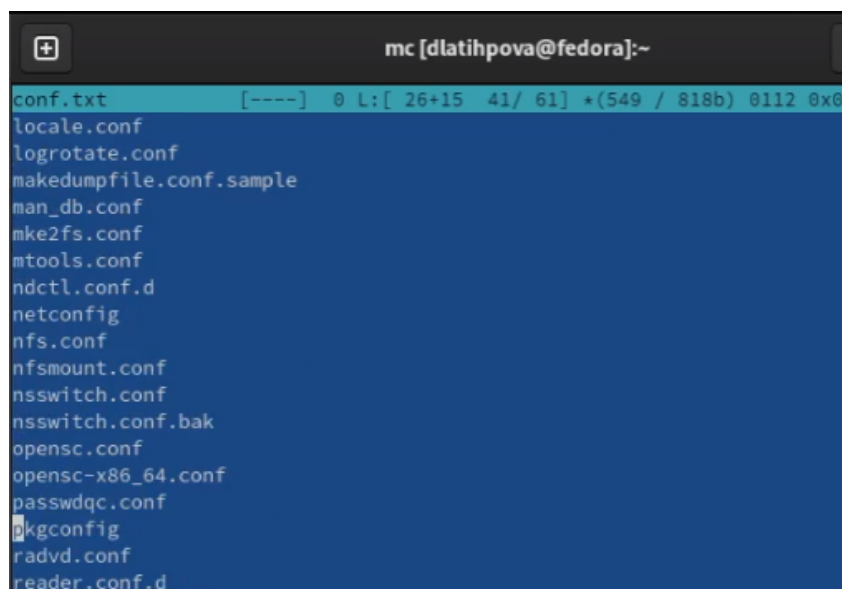 mc [dlatihpova@fedora]:~
conf.txt [----] 0 L:[ 26+15 41/ 61] *(549 / 818b) 0112 0x0
locale.conf
logrotate.conf
makedumpfile.conf.sample
man_db.conf
mke2fs.conf
mtools.conf
ndctl.conf.d
netconfig
nfs.conf
nfsmount.conf
nsswitch.conf
nsswitch.conf.bak
opensc.conf
opensc-x86_64.conf
passwdqc.conf
pkgconfig
radvd.conf
reader.conf.d